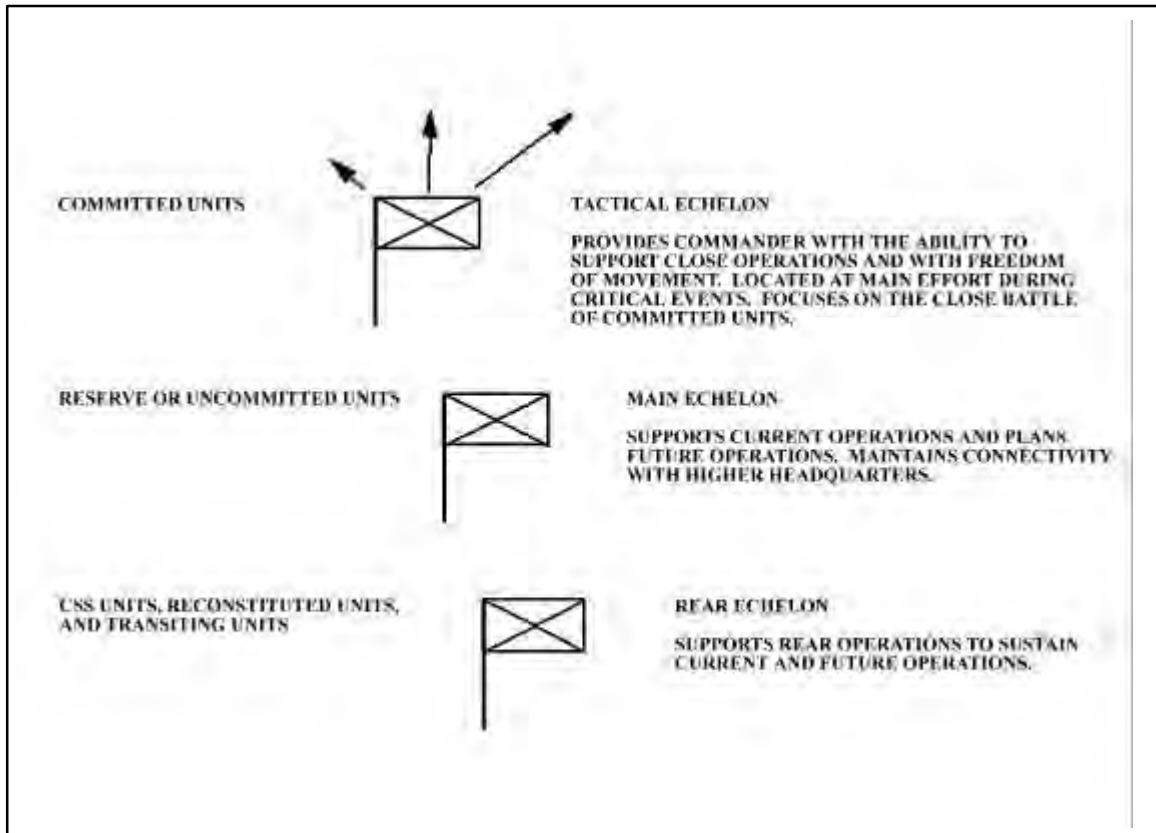 COMMITTED UNITS
TACTICAL ECHELON
PROVIDES COMMANDER WITH THE ABILITY TO
SUPPORT CLOSE OPERATIONS AND WITH FREEDOM
OF MOVEMENT. LOCATED AT MAIN EFFORT DURING
CRITICAL EVENTS. FOCUSES ON THE CLOSE BATTLE
OF COMMITTED UNITS.
RESERVE OR UNCOMMITTED UNITS
MAIN ECHELON
SUPPORTS CURRENT OPERATIONS AND PLANS
FUTURE OPERATIONS. MAINTAINS CONNECTIVITY
WITH HIGHER HEADQUARTERS.
CSS UNITS, RECONSTITUTED UNITS,
AND TRANSITING UNITS
REAR ECHELON
SUPPORTS REAR OPERATIONS TO SUSTAIN
CURRENT AND FUTURE OPERATIONS.